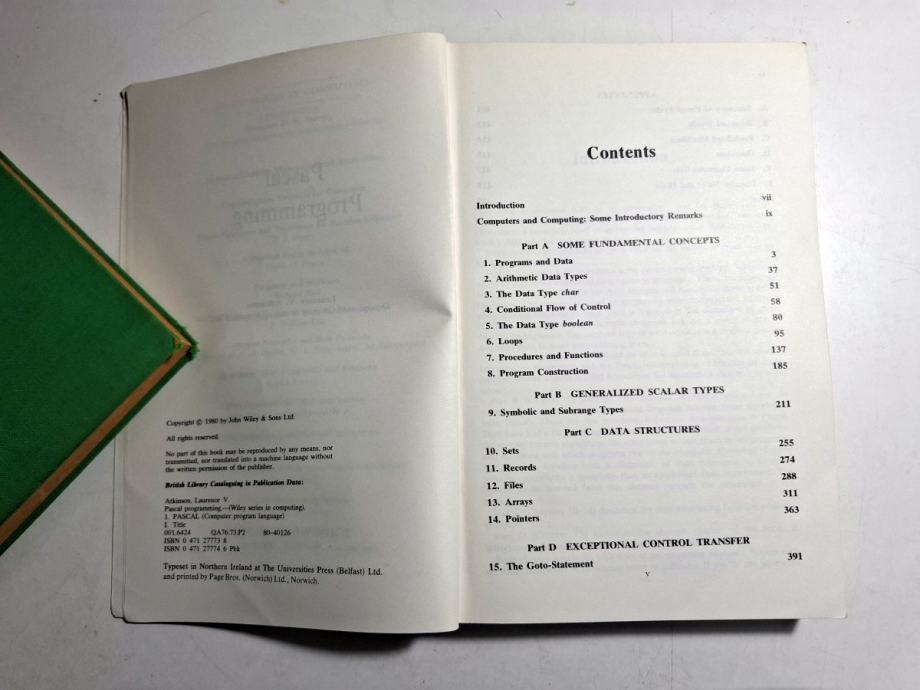 Copyright © 1980 by John Wiley & Sons Ltd.
All rights reserved.
No part of this book may be reproduced by any means, nor
transmitted, nor translated into a machine language without
the written permission of the publisher.
British Library Cataloguing in Publication Data:
Atkinson, Laurence V.
Pascal programming.—(Wiley series in computing).
1. PASCAL (Computer program language)
I. Title
001.6424 QA76.73.P2 80-40126
ISBN 0 471 27773 8
ISBN 0 471 27774 6 Pbk
Typeset in Northern Ireland at The Universities Press (Belfast) Ltd.
and printed by Page Bros. (Norwich) Ltd., Norwich.
Contents
Introduction vii
Computers and Computing: Some Introductory Remarks ix
Part A SOME FUNDAMENTAL CONCEPTS
1. Programs and Data 3
2. Arithmetic Data Types 37
3. The Data Type char 51
4. Conditional Flow of Control 58
5. The Data Type boolean 80
6. Loops 95
7. Procedures and Functions 137
8. Program Construction 185
Part B GENERALIZED SCALAR TYPES
9. Symbolic and Subrange Types 211
Part C DATA STRUCTURES
10. Sets 255
11. Records 274
12. Files 288
13. Arrays 311
14. Pointers 363
Part D EXCEPTIONAL CONTROL TRANSFER
15. The Goto-Statement 391
v